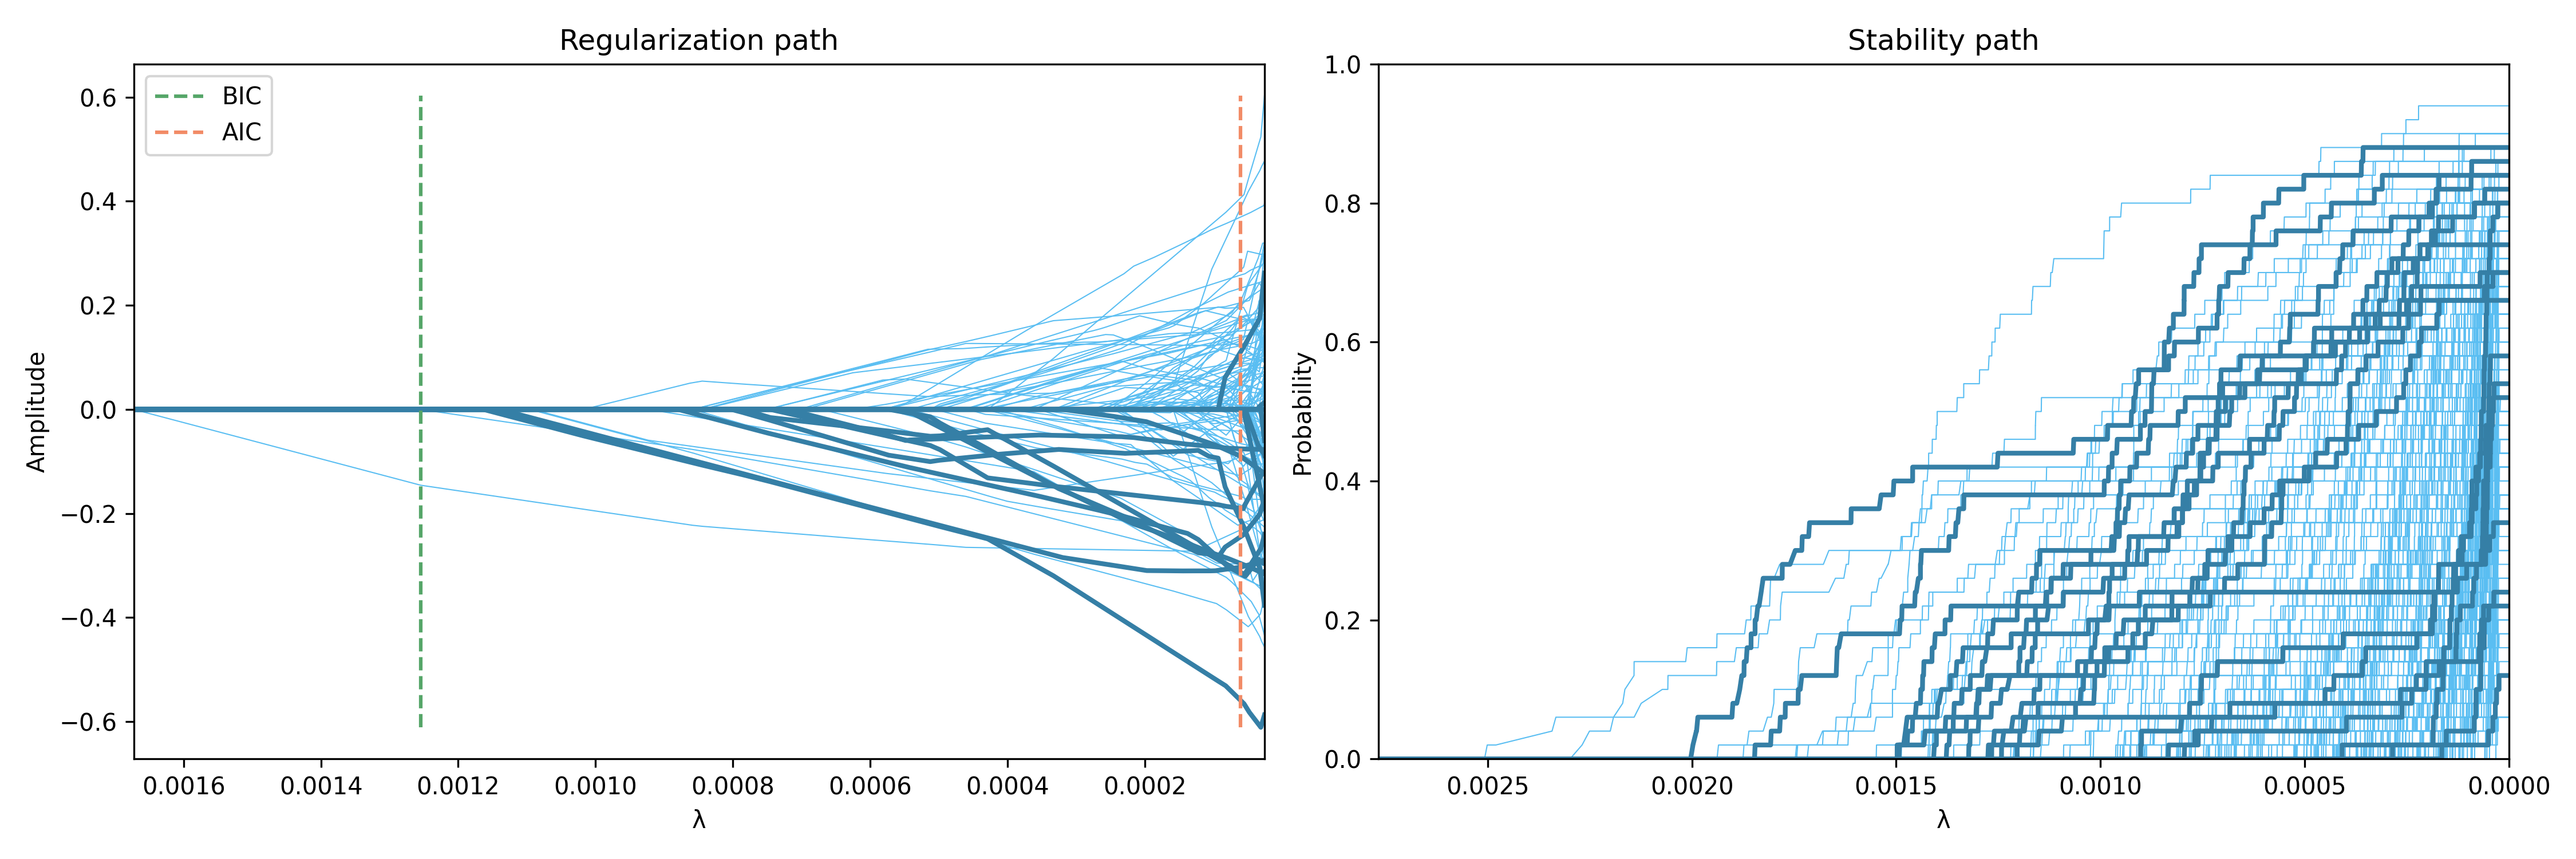 Regularization path
BIC
AIC
0.6
0.4
0.2
0.0
−0.2
−0.4
−0.6
Amplitude
0.0016 0.0014 0.0012 0.0010 0.0008 0.0006 0.0004 0.0002
λ
Stability path
1.0
0.8
0.6
0.4
0.2
0.0
Probability
0.0025 0.0020 0.0015 0.0010 0.0005 0.0000
λ